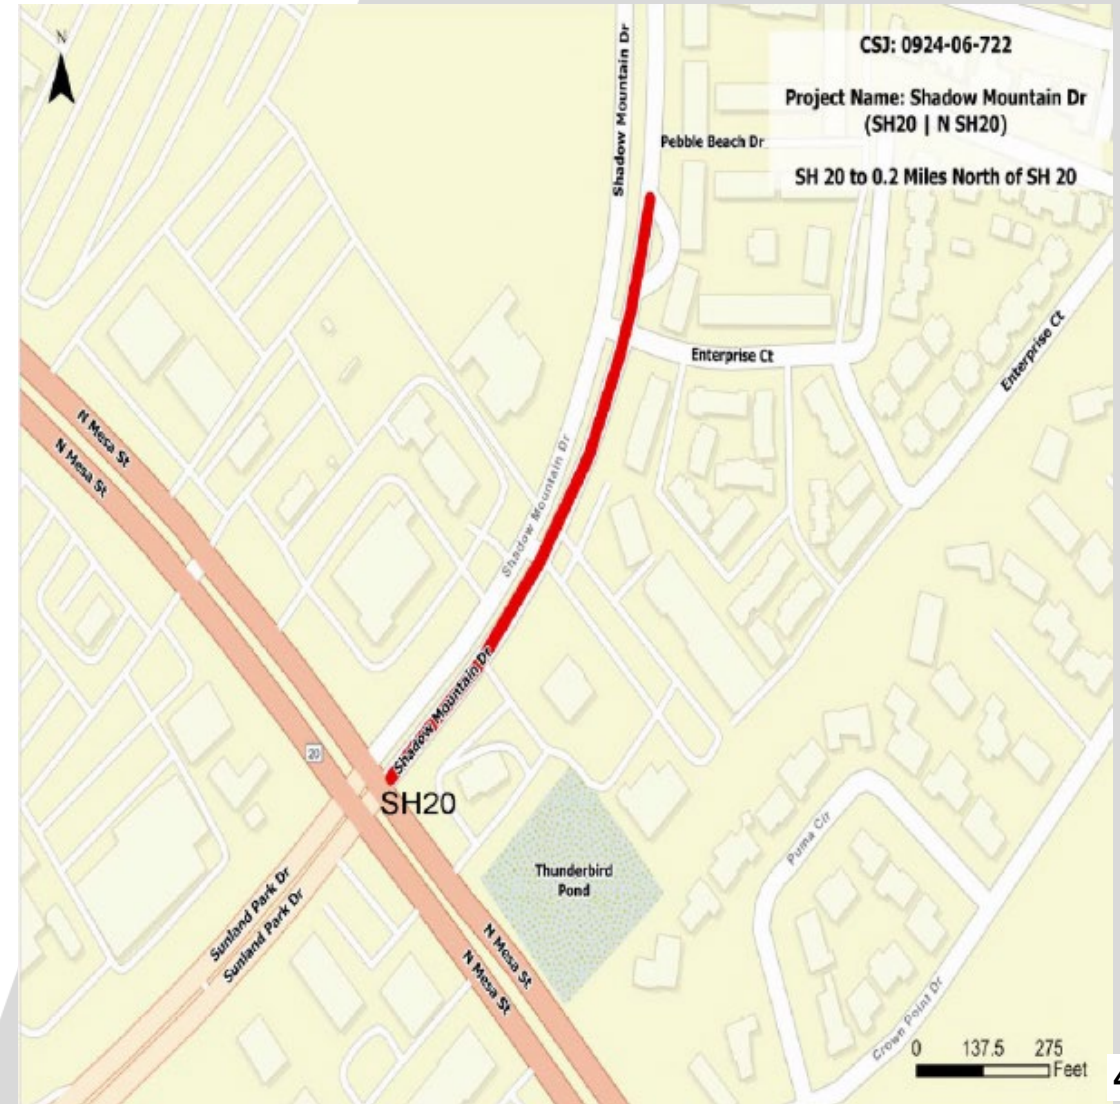 N
Shadow Mountain Dr
CSJ: 0924-06-722
Project Name: Shadow Mountain Dr
(SH20 | N SH20)
SH 20 to 0.2 Miles North of SH 20
Pebble Beach Dr
Enterprise Ct
Enterprise Ct
N Mesa St
N Mesa St
Shadow Mountain Dr
Shadow Mountain Dr
20
SH20
Thunderbird
Pond
Puma Cir
Sunland Park Dr
Sunland Park Dr
N Mesa St
N Mesa St
Crown Point Dr
0 137.5 275
Feet